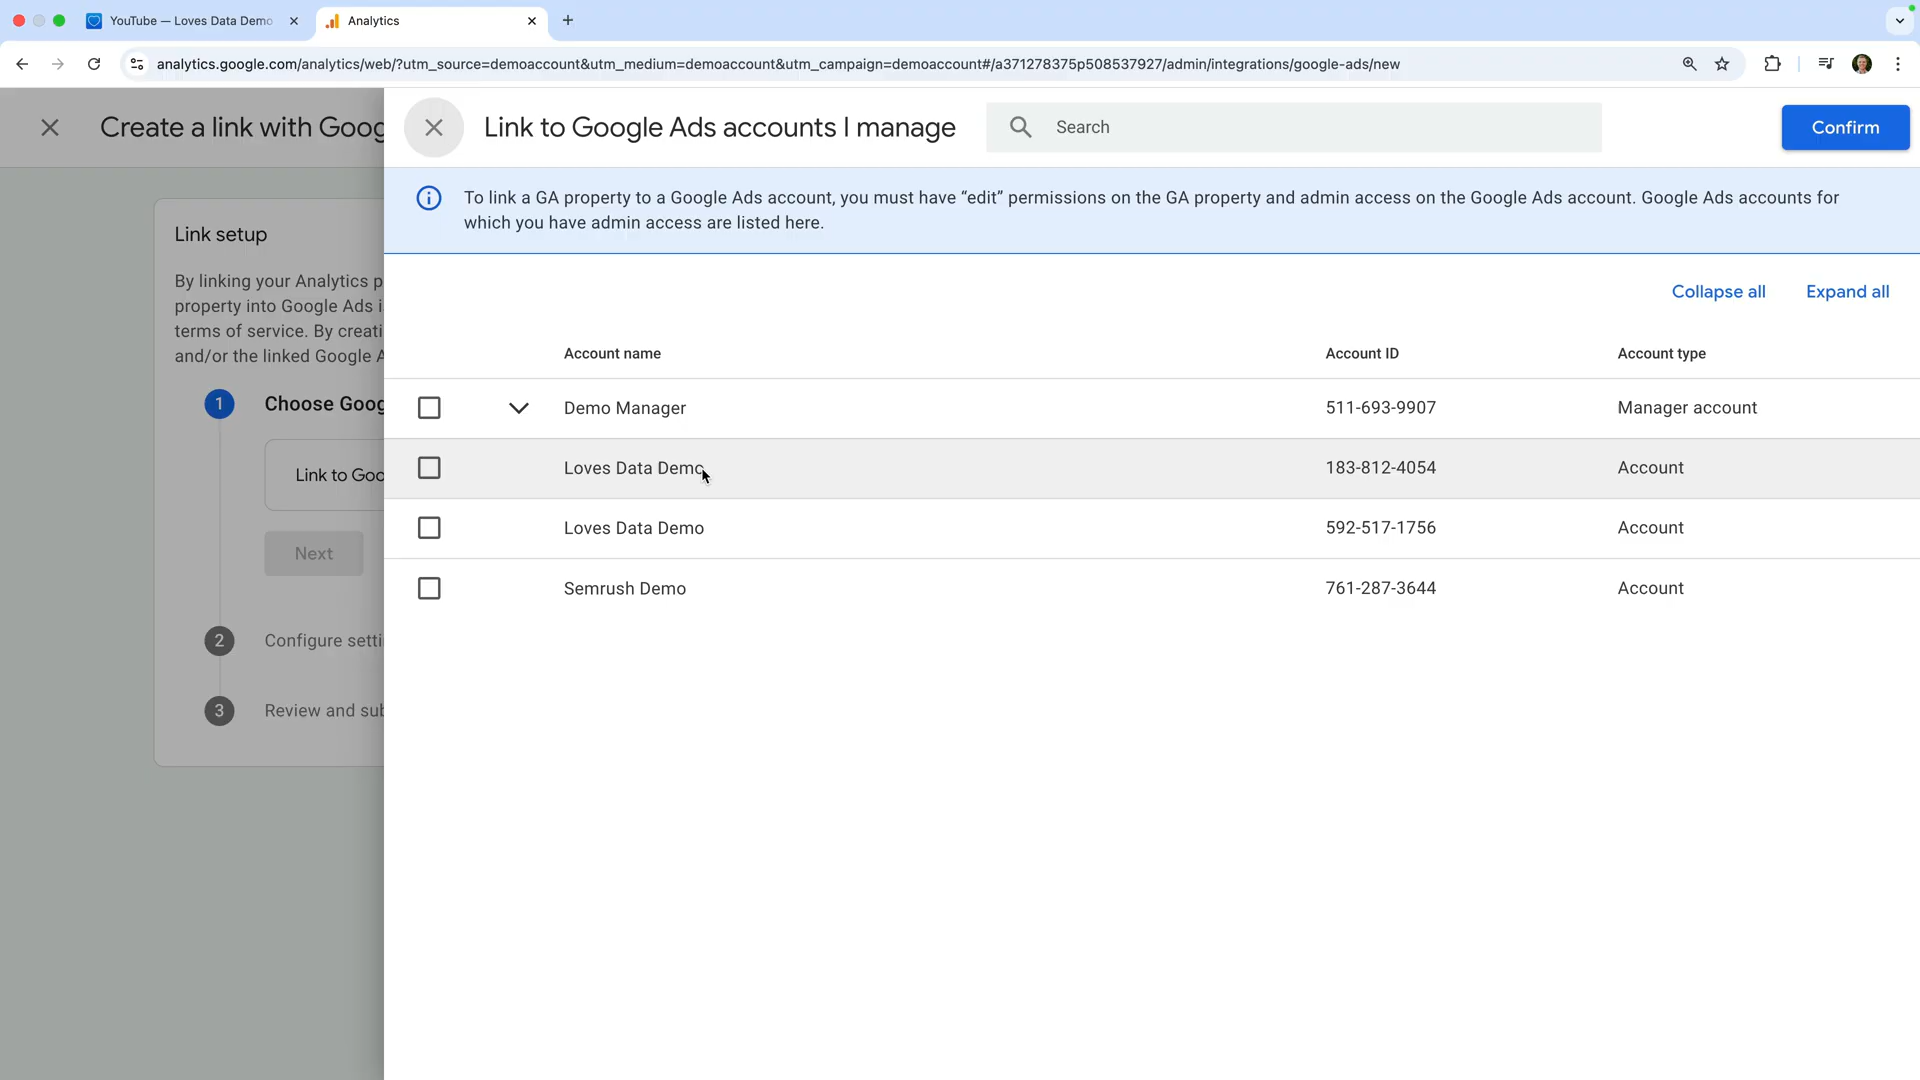 YouTube — Loves Data Demo
Analytics
analytics.google.com/analytics/web/?utm_source=demoaccount&utm_medium=demoaccount&utm_campaign=demoaccount#/a371278375p508537927/admin/integrations/google-ads/new
Create a link with Goog
Link to Google Ads accounts I manage
Search
Confirm
To link a GA property to a Google Ads account, you must have “edit” permissions on the GA property and admin access on the Google Ads account. Google Ads accounts for
which you have admin access are listed here.
Link setup
By linking your Analytics p
property into Google Ads i
terms of service. By creati
and/or the linked Google A
1 Choose Goog
Link to Goo
Next
2 Configure setti
3 Review and sub
Collapse all Expand all
Account name Account ID Account type
Demo Manager 511-693-9907 Manager account
Loves Data Demo 183-812-4054 Account
Loves Data Demo 592-517-1756 Account
Semrush Demo 761-287-3644 Account